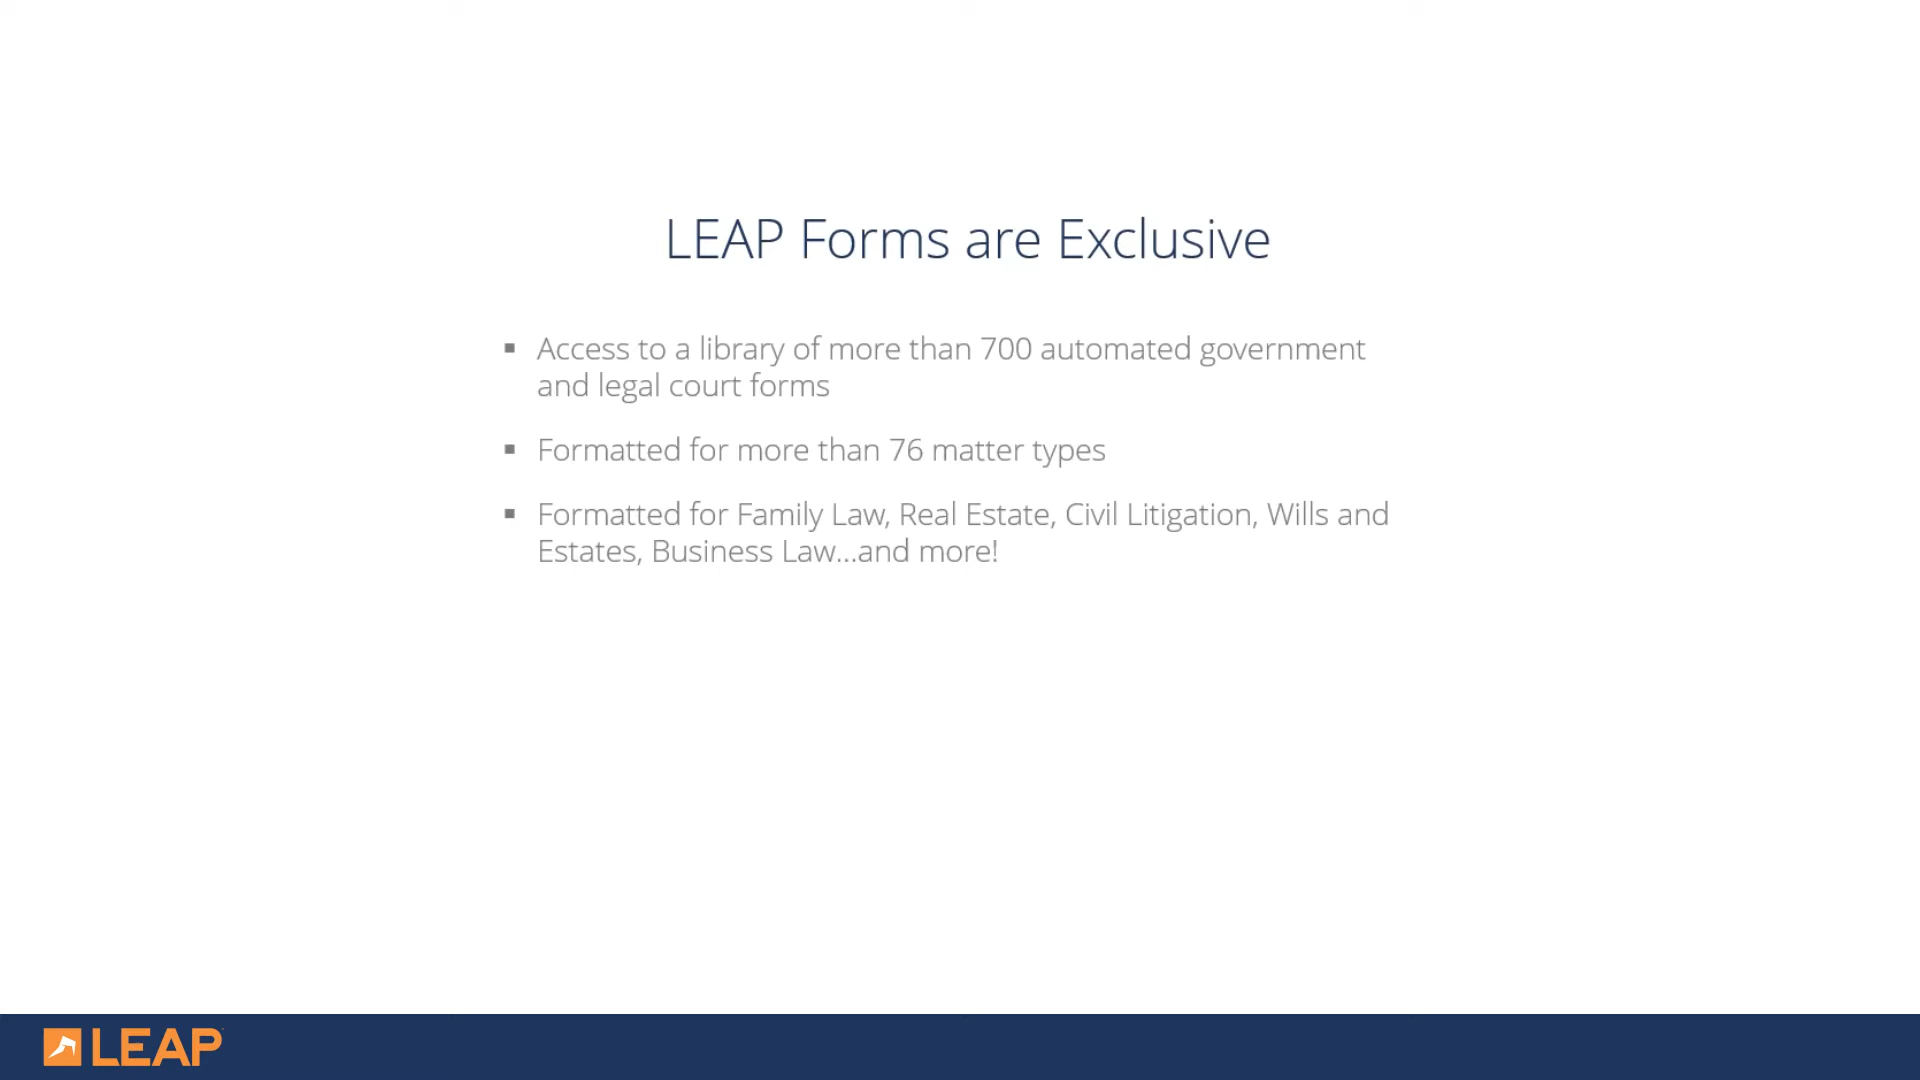 LEAP Forms are Exclusive
▪ Access to a library of more than 700 automated government
and legal court forms
▪ Formatted for more than 76 matter types
▪ Formatted for Family Law, Real Estate, Civil Litigation, Wills and
Estates, Business Law...and more!
LEAP